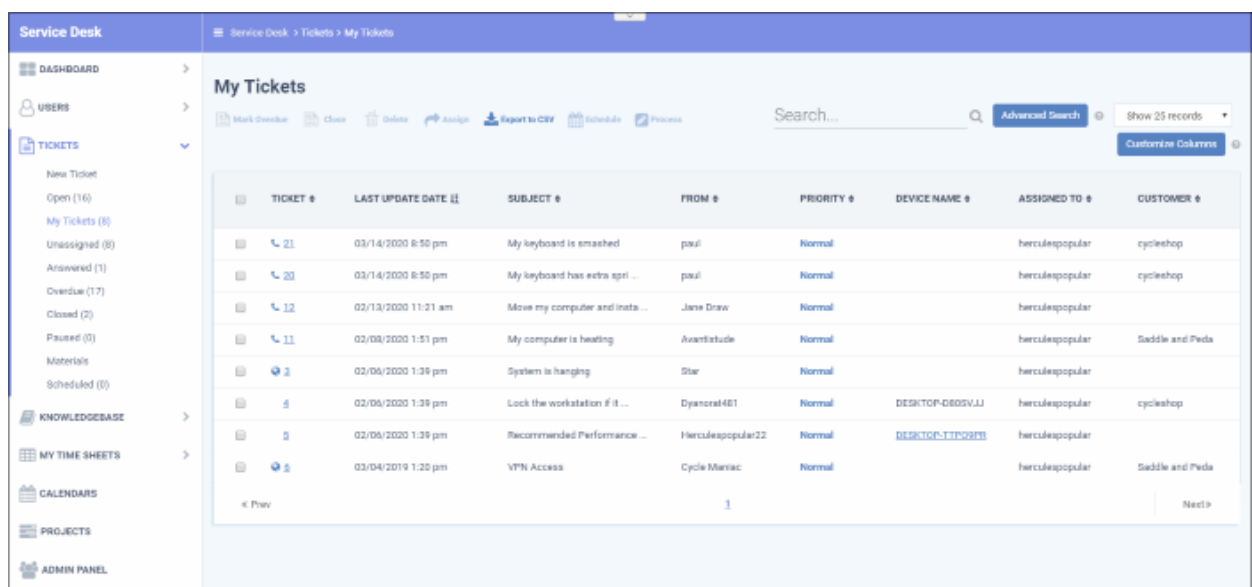 Service Desk
Service Desk > Tickets > My Tickets
DASHBOARD
USERS
TICKETS
New Ticket
Open (16)
My Tickets (8)
Unassigned (8)
Answered (1)
Overdue (17)
Closed (2)
Paused (0)
Materials
Scheduled (0)
KNOWLEDGEBASE
MY TIME SHEETS
CALENDARS
PROJECTS
ADMIN PANEL
My Tickets
Mark Overdue Close Delete Assign Export to CSV Schedule Process
Search... Advanced Search Show 25 records
Customize Columns
TICKET LAST UPDATE DATE SUBJECT FROM PRIORITY DEVICE NAME ASSIGNED TO CUSTOMER
21 03/14/2020 8:50 pm My keyboard is smashed paul Normal herculespopular cycleshop
20 03/14/2020 8:50 pm My keyboard has extra spri ... paul Normal herculespopular cycleshop
12 02/13/2020 11:21 am Move my computer and insta ... Jane Draw Normal herculespopular
11 02/08/2020 1:51 pm My computer is heating Avantistude Normal herculespopular Saddle and Peda
02/06/2020 1:39 pm System is hanging Star Normal herculespopular
4 02/06/2020 1:39 pm Lock the workstation if it ... Dyanorat481 Normal herculespopular cycleshop
5 02/06/2020 1:39 pm Recommended Performance ... Herculespopular22 Normal DESKTOP-TTPO9PR herculespopular
6 03/04/2019 1:20 pm VPN Access Cycle Maniac Normal herculespopular Saddle and Peda
< Prev 1 Next >